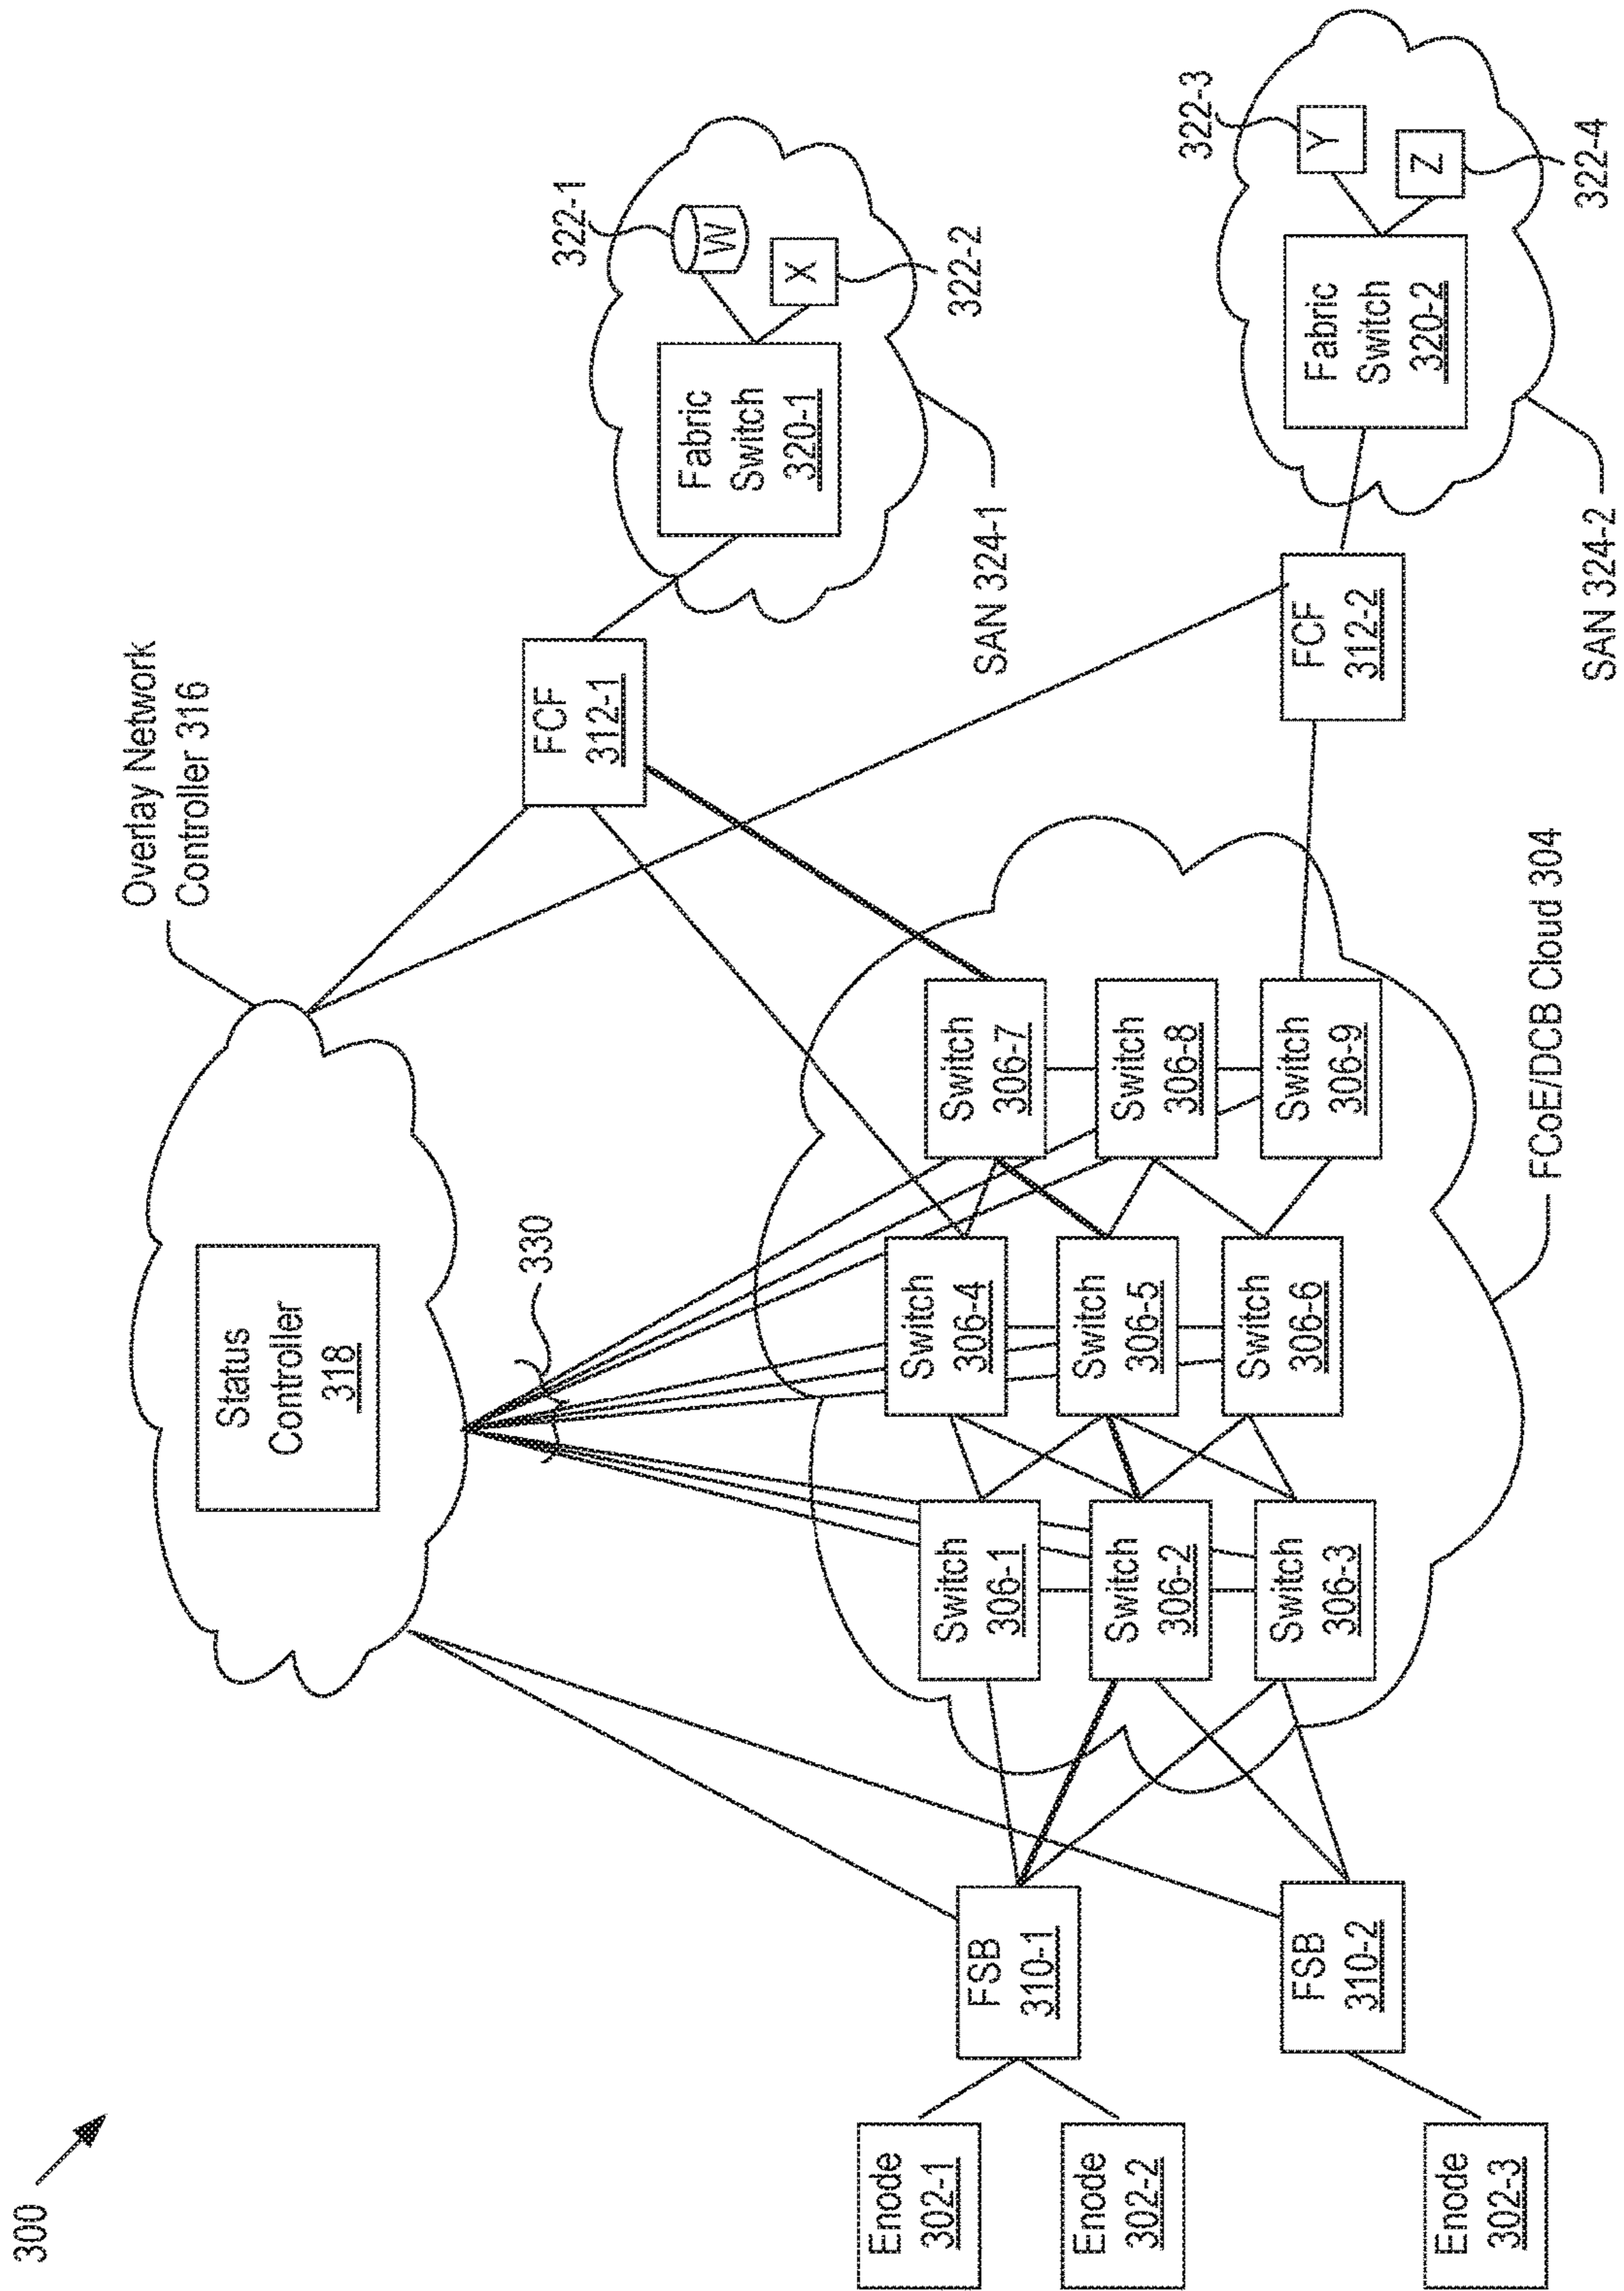 300
Overlay Network
Controller 316
Status
Controller
318
330
FCF
312-1
322-1
W
X
322-2
Fabric
Switch
320-1
SAN 324-1
322-3
Y
Z
322-4
Fabric
Switch
320-2
SAN 324-2
FCF
312-2
Switch
306-1
Switch
306-2
Switch
306-3
Switch
306-4
Switch
306-5
Switch
306-6
Switch
306-7
Switch
306-8
Switch
306-9
FCoE/DCB Cloud 304
FSB
310-1
FSB
310-2
Enode
302-1
Enode
302-2
Enode
302-3